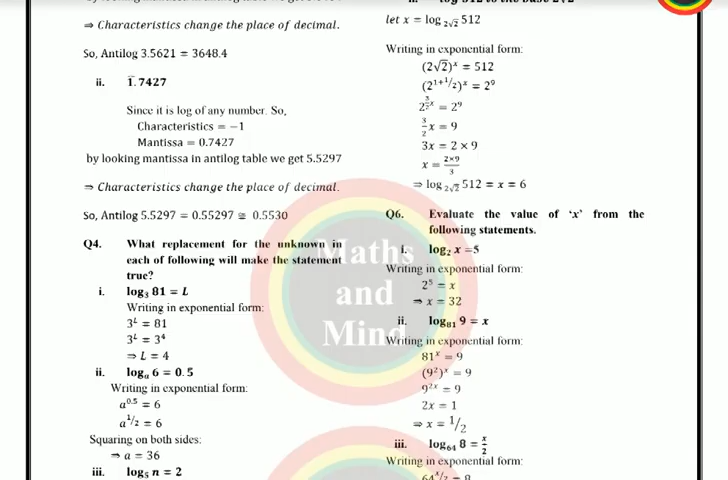 ⇒ Characteristics change the place of decimal.
So, Antilog 3.5621 = 3648.4
ii. 1̅.7427
Since it is log of any number. So,
Characteristics = −1
Mantissa = 0.7427
by looking mantissa in antilog table we get 5.5297
⇒ Characteristics change the place of decimal.
So, Antilog 5.5297 = 0.55297 ≅ 0.5530
Q4. What replacement for the unknown in
each of following will make the statement
true?
i. log₃ 81 = L
Writing in exponential form:
3^L = 81
3^L = 3⁴
⇒ L = 4
ii. logₐ 6 = 0.5
Writing in exponential form:
a^0.5 = 6
a^1/2 = 6
Squaring on both sides:
⇒ a = 36
iii. log₅ n = 2
let x = log ₂√₂ 512
Writing in exponential form:
(2√2)^x = 512
(2^1+1/2)^x = 2⁹
2^(3/2)x = 2⁹
3/2 x = 9
3x = 2 × 9
x = 2×9/3
⇒ log ₂√₂ 512 = x = 6
Q6. Evaluate the value of ‘x’ from the
following statements.
i. log₂ x =5
Writing in exponential form:
2⁵ = x
⇒ x = 32
ii. log₈₁ 9 = x
Writing in exponential form:
81^x = 9
(9²)^x = 9
9^2x = 9
2x = 1
⇒ x = 1/2
iii. log₆₄ 8 = x/2
Writing in exponential form:
64^x/2 = 8
Maths
and
Mind